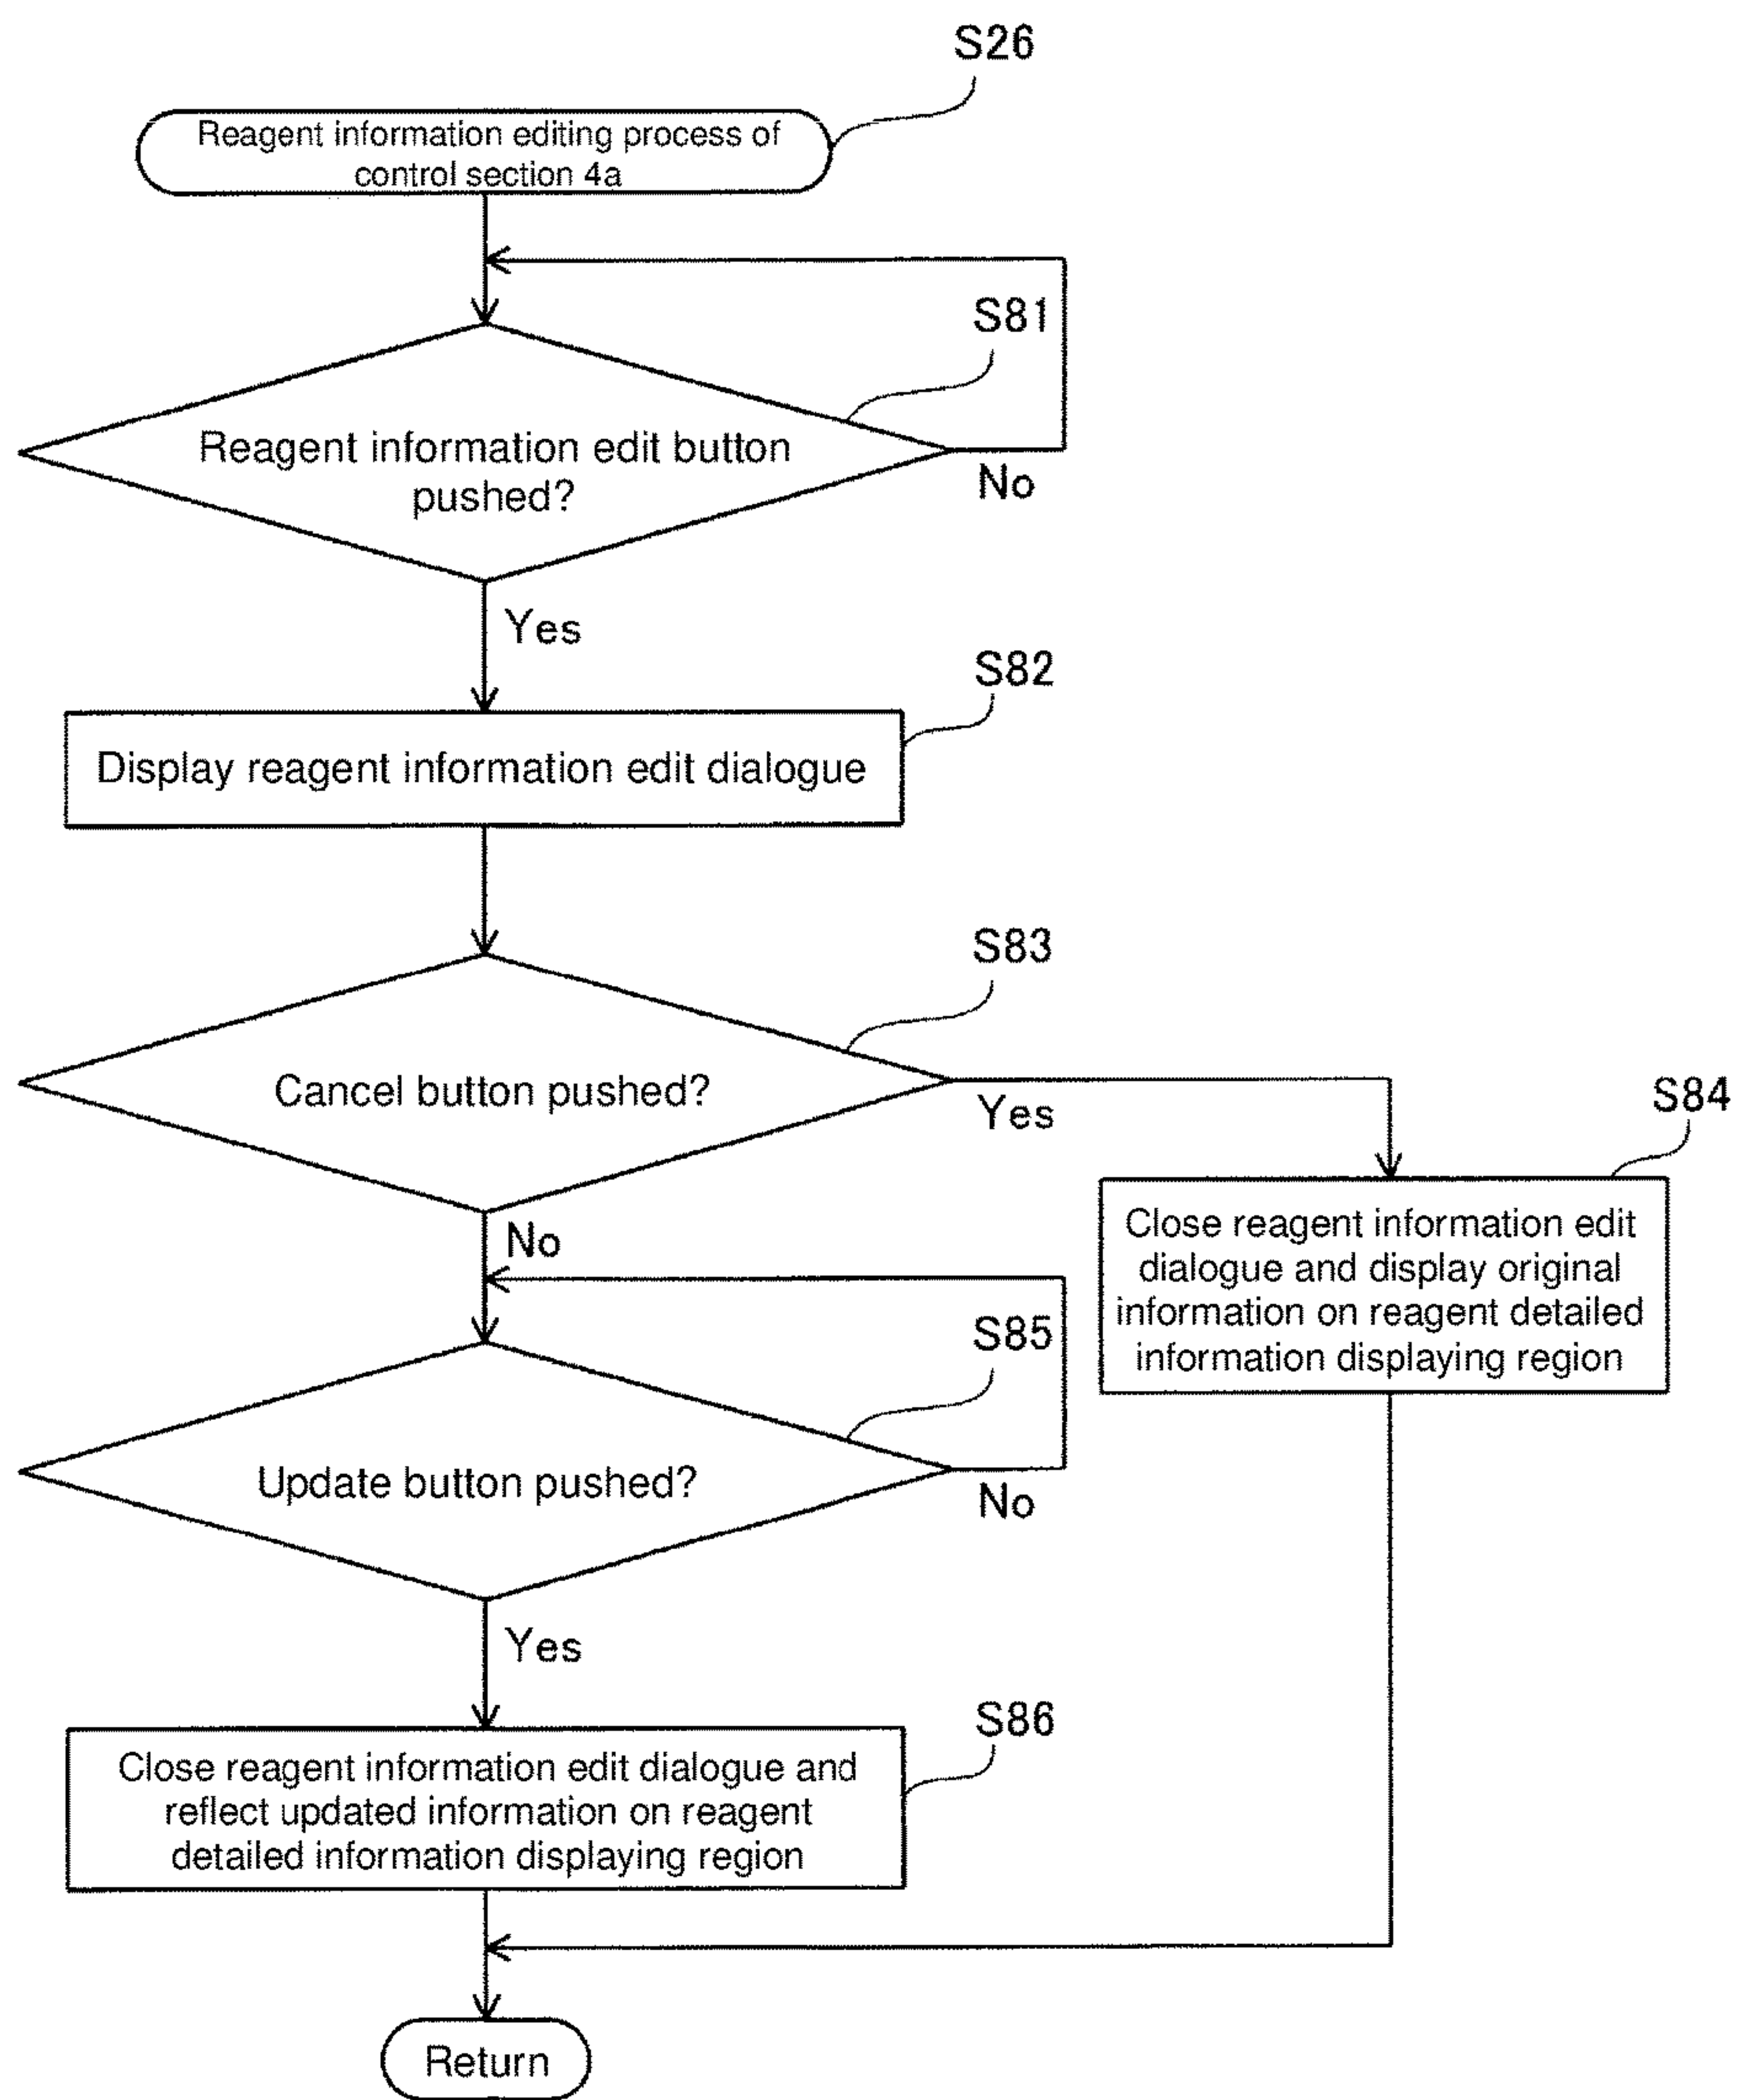 S26
Reagent information editing process of
control section 4a
S81
Reagent information edit button
pushed?
No
Yes
S82
Display reagent information edit dialogue
S83
Cancel button pushed?
Yes
S84
No
Close reagent information edit
dialogue and display original
information on reagent detailed
information displaying region
S85
Update button pushed?
No
Yes
S86
Close reagent information edit dialogue and
reflect updated information on reagent
detailed information displaying region
Return